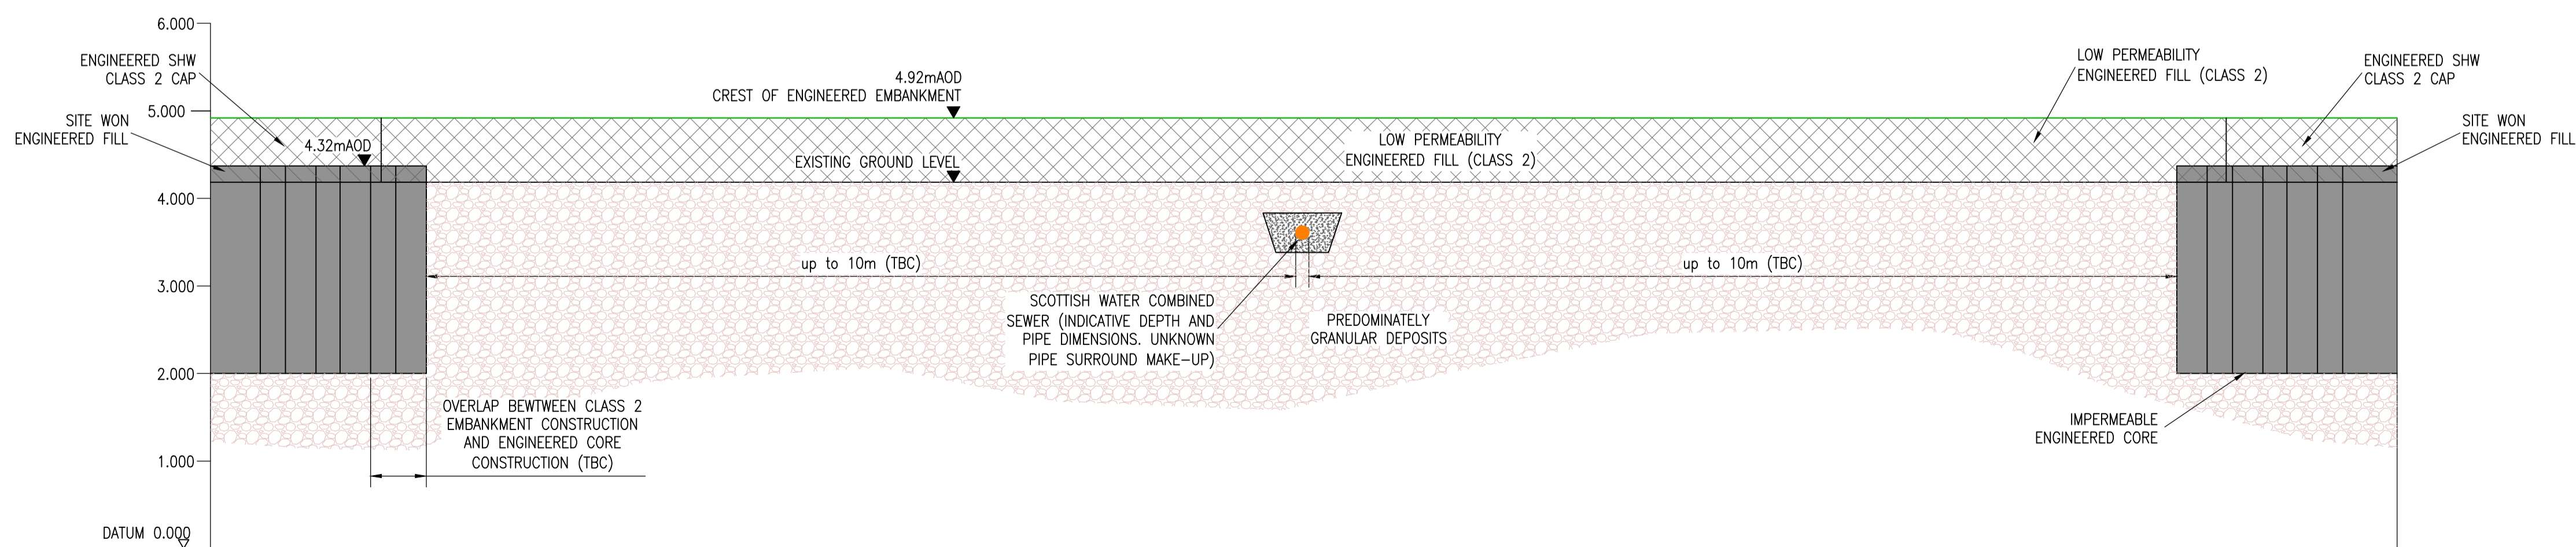 6.000
ENGINEERED SHW
CLASS 2 CAP
5.000
SITE WON
ENGINEERED FILL
4.32mAOD
4.92mAOD
CREST OF ENGINEERED EMBANKMENT
EXISTING GROUND LEVEL
LOW PERMEABILITY
ENGINEERED FILL (CLASS 2)
LOW PERMEABILITY
ENGINEERED FILL (CLASS 2)
ENGINEERED SHW
CLASS 2 CAP
SITE WON
ENGINEERED FILL
4.000
3.000
up to 10m (TBC)
up to 10m (TBC)
SCOTTISH WATER COMBINED
SEWER (INDICATIVE DEPTH AND
PIPE DIMENSIONS. UNKNOWN
PIPE SURROUND MAKE-UP)
PREDOMINATELY
GRANULAR DEPOSITS
2.000
OVERLAP BEWTWEEN CLASS 2
EMBANKMENT CONSTRUCTION
AND ENGINEERED CORE
CONSTRUCTION (TBC)
IMPERMEABLE
ENGINEERED CORE
1.000
DATUM 0.000